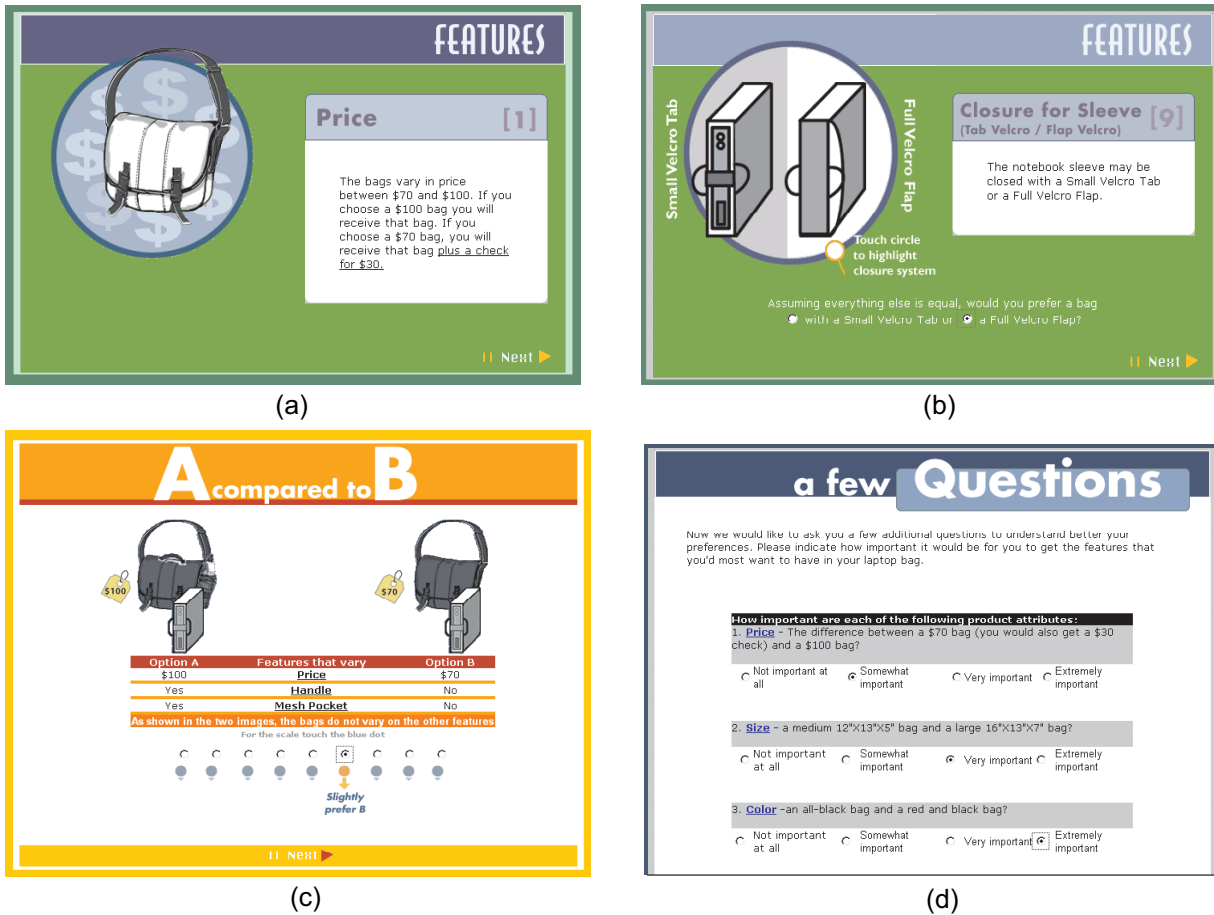 FEATURES
Price [1]
The bags vary in price
between $70 and $100. If you
choose a $100 bag you will
receive that bag. If you
choose a $70 bag, you will
receive that bag plus a check
for $30.
Next
(a)
FEATURES
Small Velcro Tab
Full Velcro Flap
Closure for Sleeve [9]
(Tab Velcro / Flap Velcro)
The notebook sleeve may be
closed with a Small Velcro Tab
or a Full Velcro Flap.
Touch circle
to highlight
closure system
Assuming everything else is equal, would you prefer a bag
with a Small Velcro Tab or a Full Velcro Flap?
Next
(b)
A compared to B
$100
$70
Option A Features that vary Option B
$100 Price $70
Yes Handle No
Yes Mesh Pocket No
As shown in the two images, the bags do not vary on the other features
For the scale touch the blue dot
Slightly
prefer B
Next
(c)
a few Questions
Now we would like to ask you a few additional questions to understand better your
preferences. Please indicate how important it would be for you to get the features that
you'd most want to have in your laptop bag.
How important are each of the following product attributes:
1. Price - The difference between a $70 bag (you would also get a $30
check) and a $100 bag?
Not important at all Somewhat important Very important Extremely important
2. Size - a medium 12"X13"X5" bag and a large 16"X13"X7" bag?
Not important at all Somewhat important Very important Extremely important
3. Color -an all-black bag and a red and black bag?
Not important at all Somewhat important Very important Extremely important
(d)